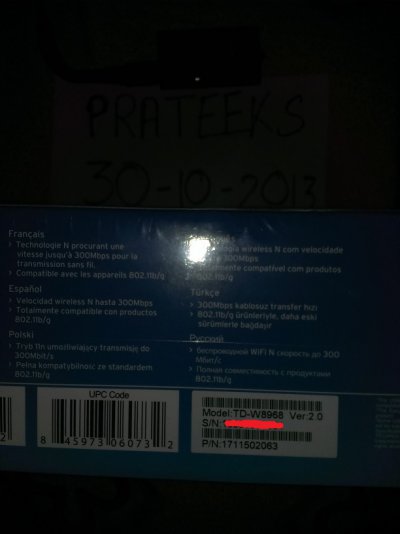 PRATEEKS
30-10-2013
Français
> Technologie N procurant une
vitesse jusqu'à 300Mbps pour la
transmission sans fil.
> Compatible avec les appareils 802.11b/g
Español
> Velocidad wireless N hasta 300Mbps
> Totalmente compatible con productos
802.11b/g
Polski
> Tryb 11n umożliwiający transmisję do
300Mbit/s
> Pełna kompatybilność ze standardem
802.11b/g
wireless N com velocidade
300Mbps
compatível com produtos
802.11b/g
Türkçe
> 300Mbps kablosuz transfer hızı
> 802.11b/g ürünleriyle, daha eski
sürümlerle bağdaşır
Русский
> беспроводной WiFi N скорость до 300
Мбит/с
> Полная совместимость с продуктами
802.11b/g
UPC Code
8 45973 06073 2
Model:TD-W8968 Ver:2.0
S/N:
P/N:1711502063